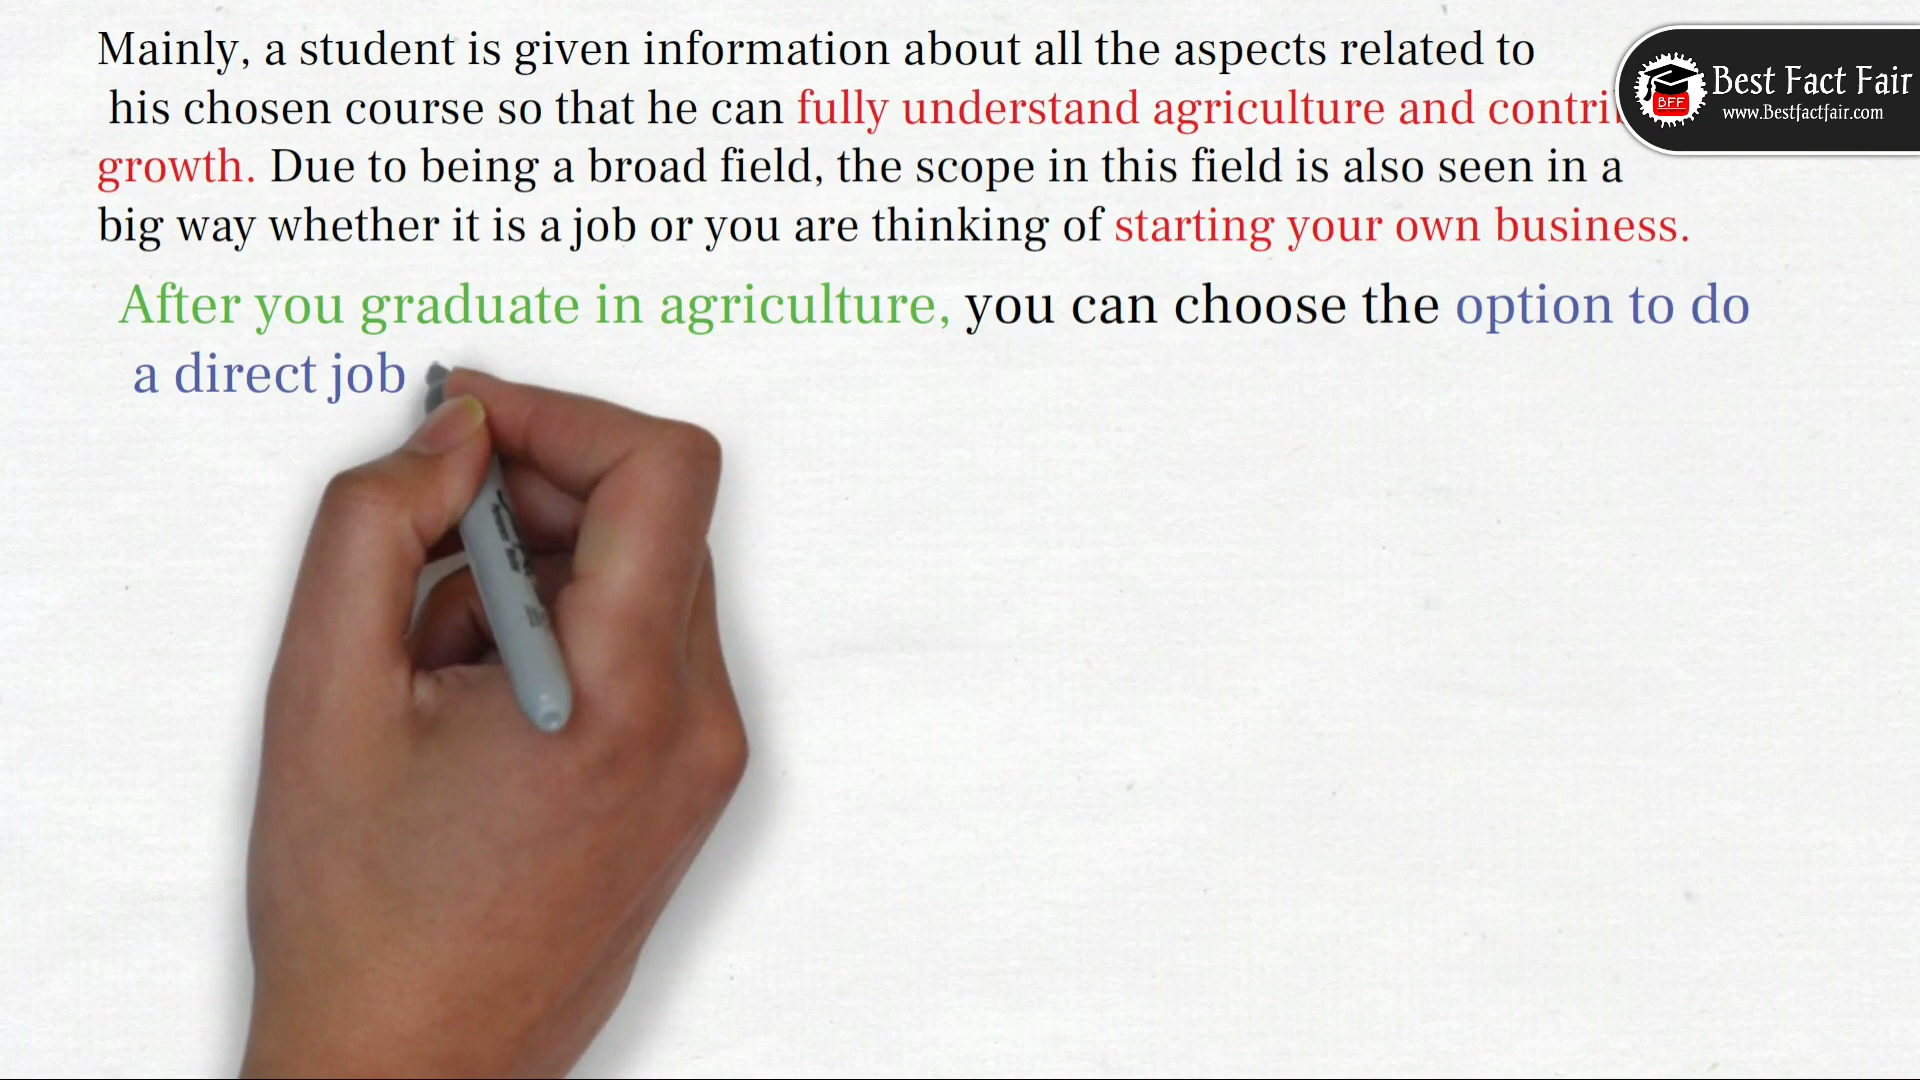 Mainly, a student is given information about all the aspects related to
his chosen course so that he can fully understand agriculture and
growth. Due to being a broad field, the scope in this field is also seen in a
big way whether it is a job or you are thinking of starting your own business.
After you graduate in agriculture, you can choose the option to do
a direct job
Best Fact Fair
BFF
www.Bestfactfair.com